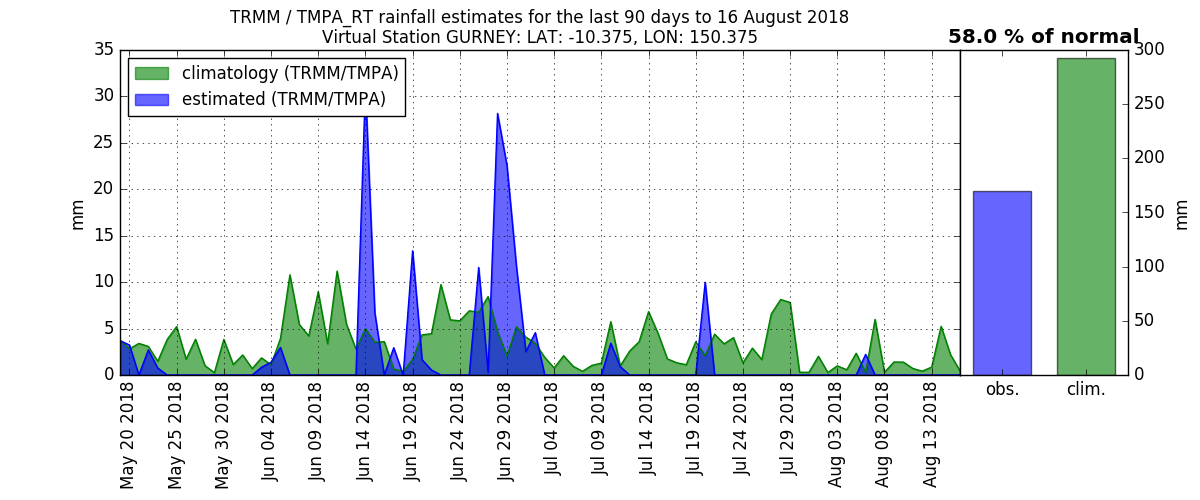 TRMM / TMPA_RT rainfall estimates for the last 90 days to 16 August 2018
Virtual Station GURNEY: LAT: -10.375, LON: 150.375
58.0 % of normal
climatology (TRMM/TMPA)
estimated (TRMM/TMPA)
35
30
25
20
15
10
5
0
mm
May 20 2018
May 25 2018
May 30 2018
Jun 04 2018
Jun 09 2018
Jun 14 2018
Jun 19 2018
Jun 24 2018
Jun 29 2018
Jul 04 2018
Jul 09 2018
Jul 14 2018
Jul 19 2018
Jul 24 2018
Jul 29 2018
Aug 03 2018
Aug 08 2018
Aug 13 2018
obs.
clim.
300
250
200
150
100
50
0
mm